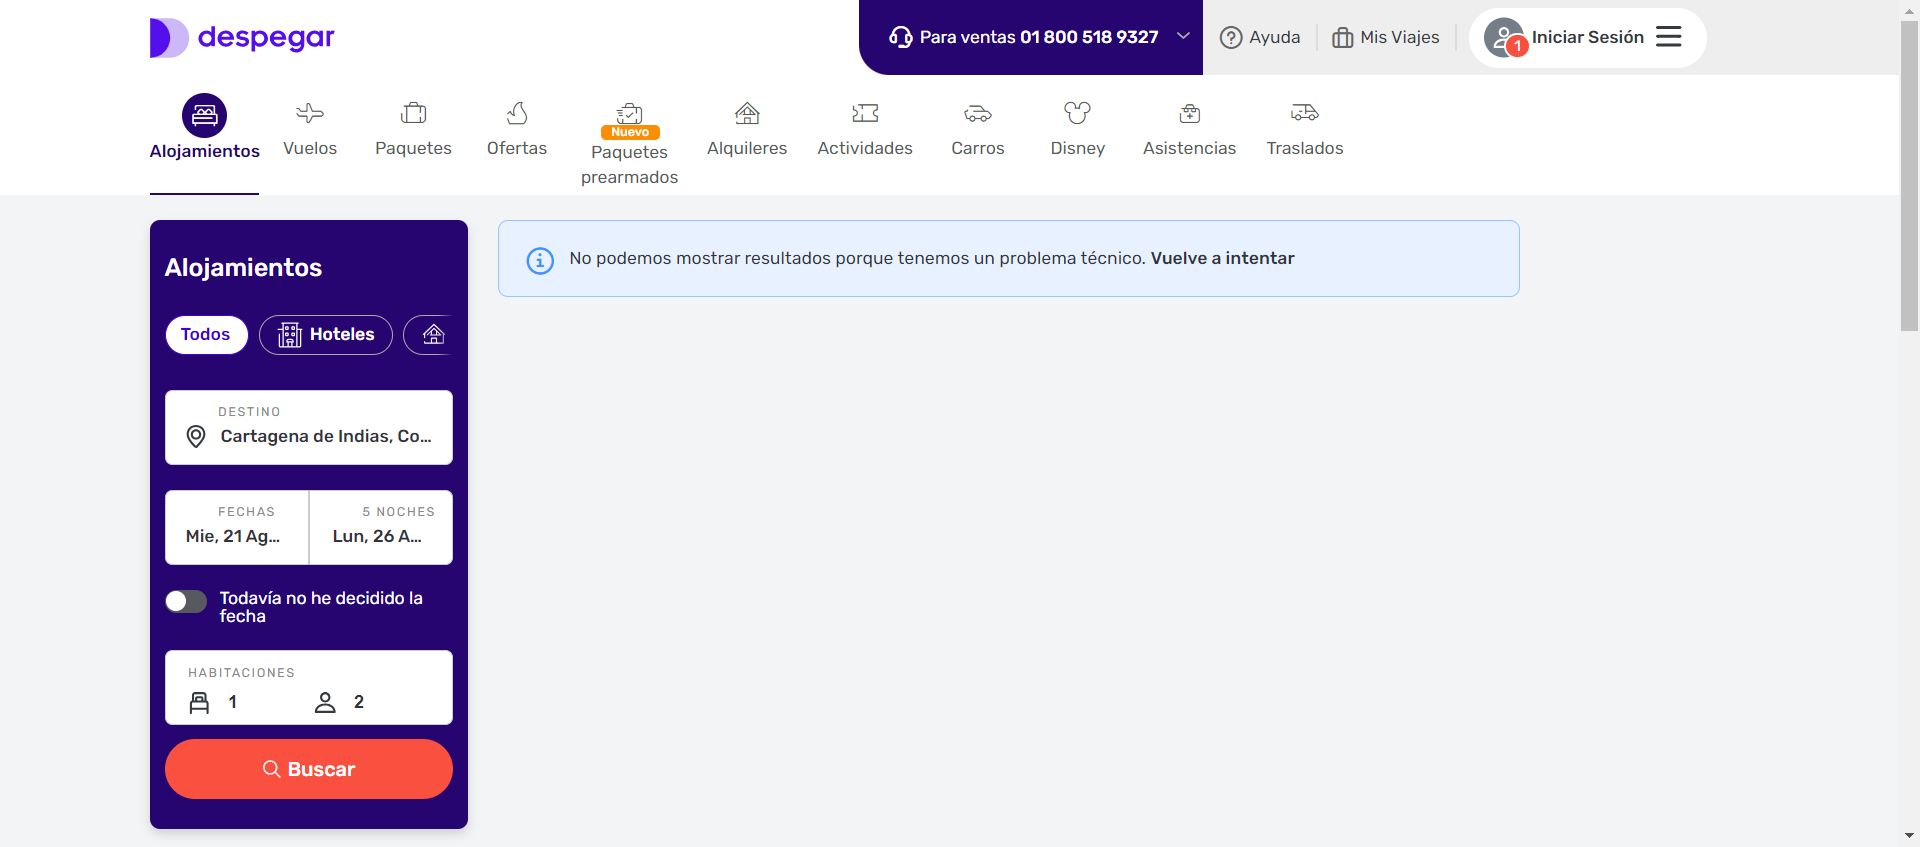 despegar
Para ventas 01 800 518 9327
Ayuda
Mis Viajes
1
Iniciar Sesión
Alojamientos
Vuelos
Paquetes
Ofertas
Nuevo
Paquetes
prearmados
Alquileres
Actividades
Carros
Disney
Asistencias
Traslados
Alojamientos
Todos
Hoteles
DESTINO
Cartagena de Indias, Co...
FECHAS
Mie, 21 Ag...
5 NOCHES
Lun, 26 A...
Todavía no he decidido la
fecha
HABITACIONES
1
2
Buscar
No podemos mostrar resultados porque tenemos un problema técnico. Vuelve a intentar